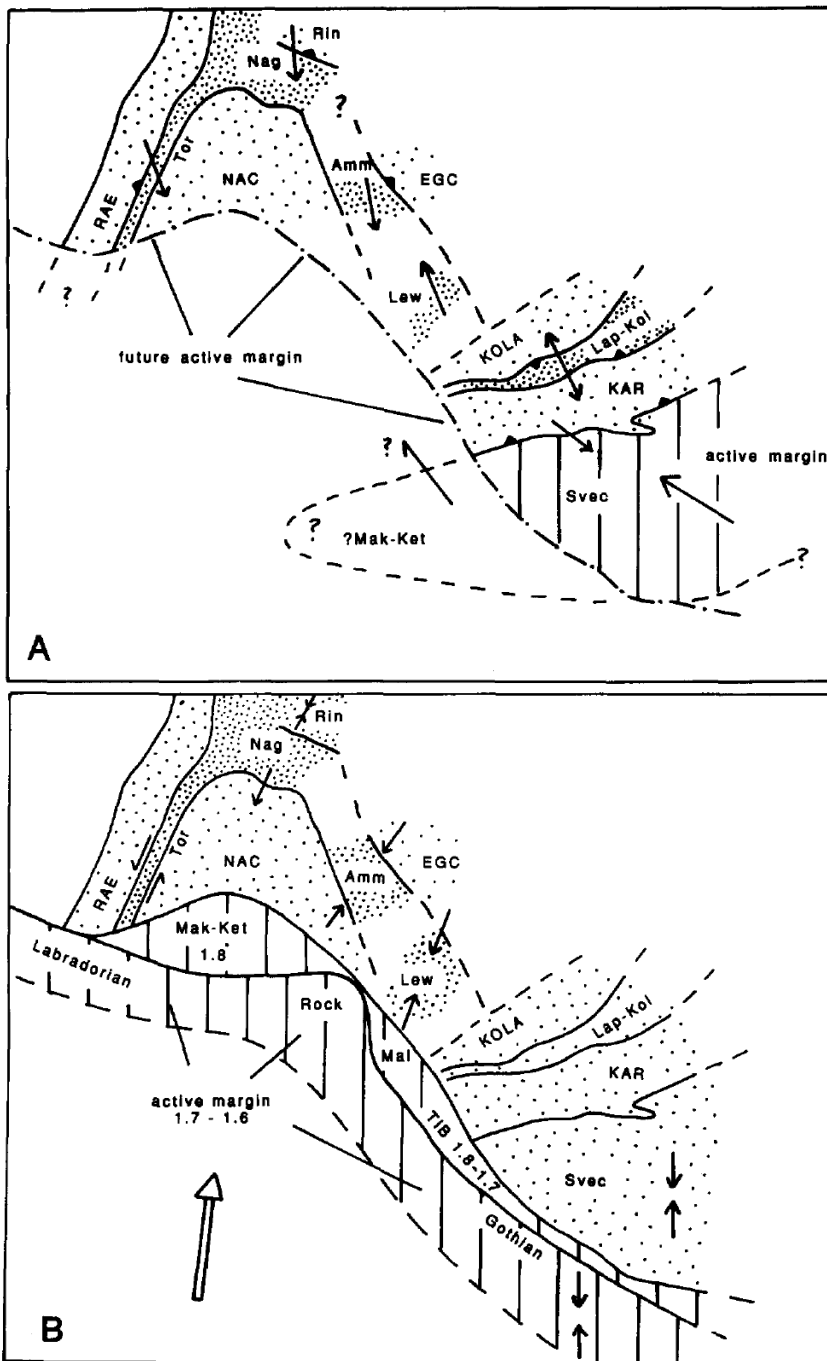 Rin
Nag
?
Tor
NAC
Amm
EGC
RAE
?
Lew
future active margin
KOLA
Lap-Kol
KAR
?
active margin
Svec
?
?Mak-Ket
?
A
Rin
Nag
Tor
NAC
Amm
EGC
RAE
Mak-Ket
1.8
Labradorian
Lew
Rock
KOLA
Lap-Kol
Mal
KAR
active margin
1.7 - 1.6
TIB 1.8-1.7
Svec
Gothian
B